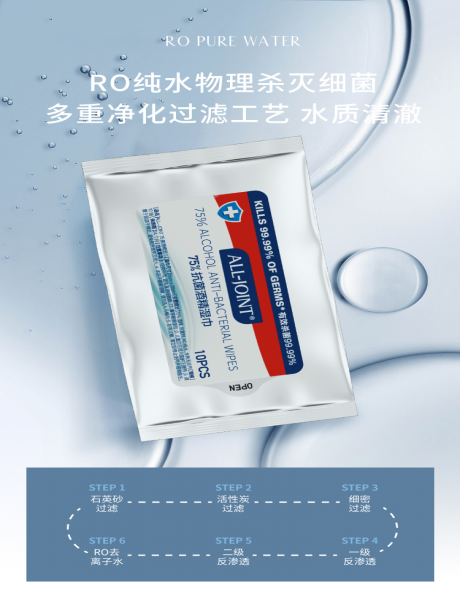 RO PURE WATER
RO纯水物理杀灭细菌
多重净化过滤工艺 水质清澈
KILLS 99.99% OF GERMS* 有效杀菌99.99%
ALL-JOINT®
75% ALCOHOL ANTI-BACTERIAL WIPES
75%抗菌酒精湿巾
10PCS
OPEN
STEP 1
石英砂
过滤
STEP 2
活性炭
过滤
STEP 3
细密
过滤
STEP 4
一级
反渗透
STEP 5
二级
反渗透
STEP 6
RO去
离子水